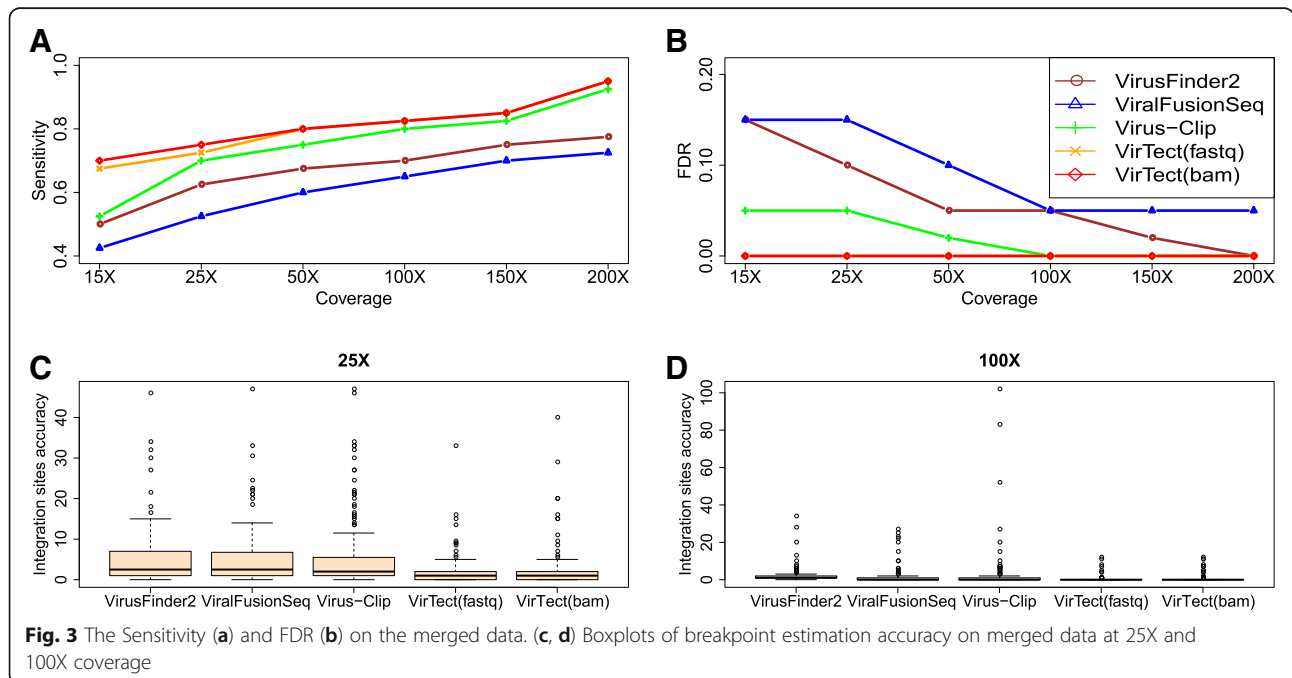 A
Sensitivity
1.0
0.8
0.6
0.4
15X 25X 50X 100X 150X 200X
Coverage
B
FDR
0.20
0.10
0.00
VirusFinder2
ViralFusionSeq
Virus-Clip
VirTect(fastq)
VirTect(bam)
15X 25X 50X 100X 150X 200X
Coverage
C
25X
Integration sites accuracy
40
30
20
10
0
VirusFinder2 ViralFusionSeq Virus-Clip VirTect(fastq) VirTect(bam)
D
100X
Integration sites accuracy
100
80
60
40
20
0
VirusFinder2 ViralFusionSeq Virus-Clip VirTect(fastq) VirTect(bam)
Fig. 3 The Sensitivity (a) and FDR (b) on the merged data. (c, d) Boxplots of breakpoint estimation accuracy on merged data at 25X and
100X coverage